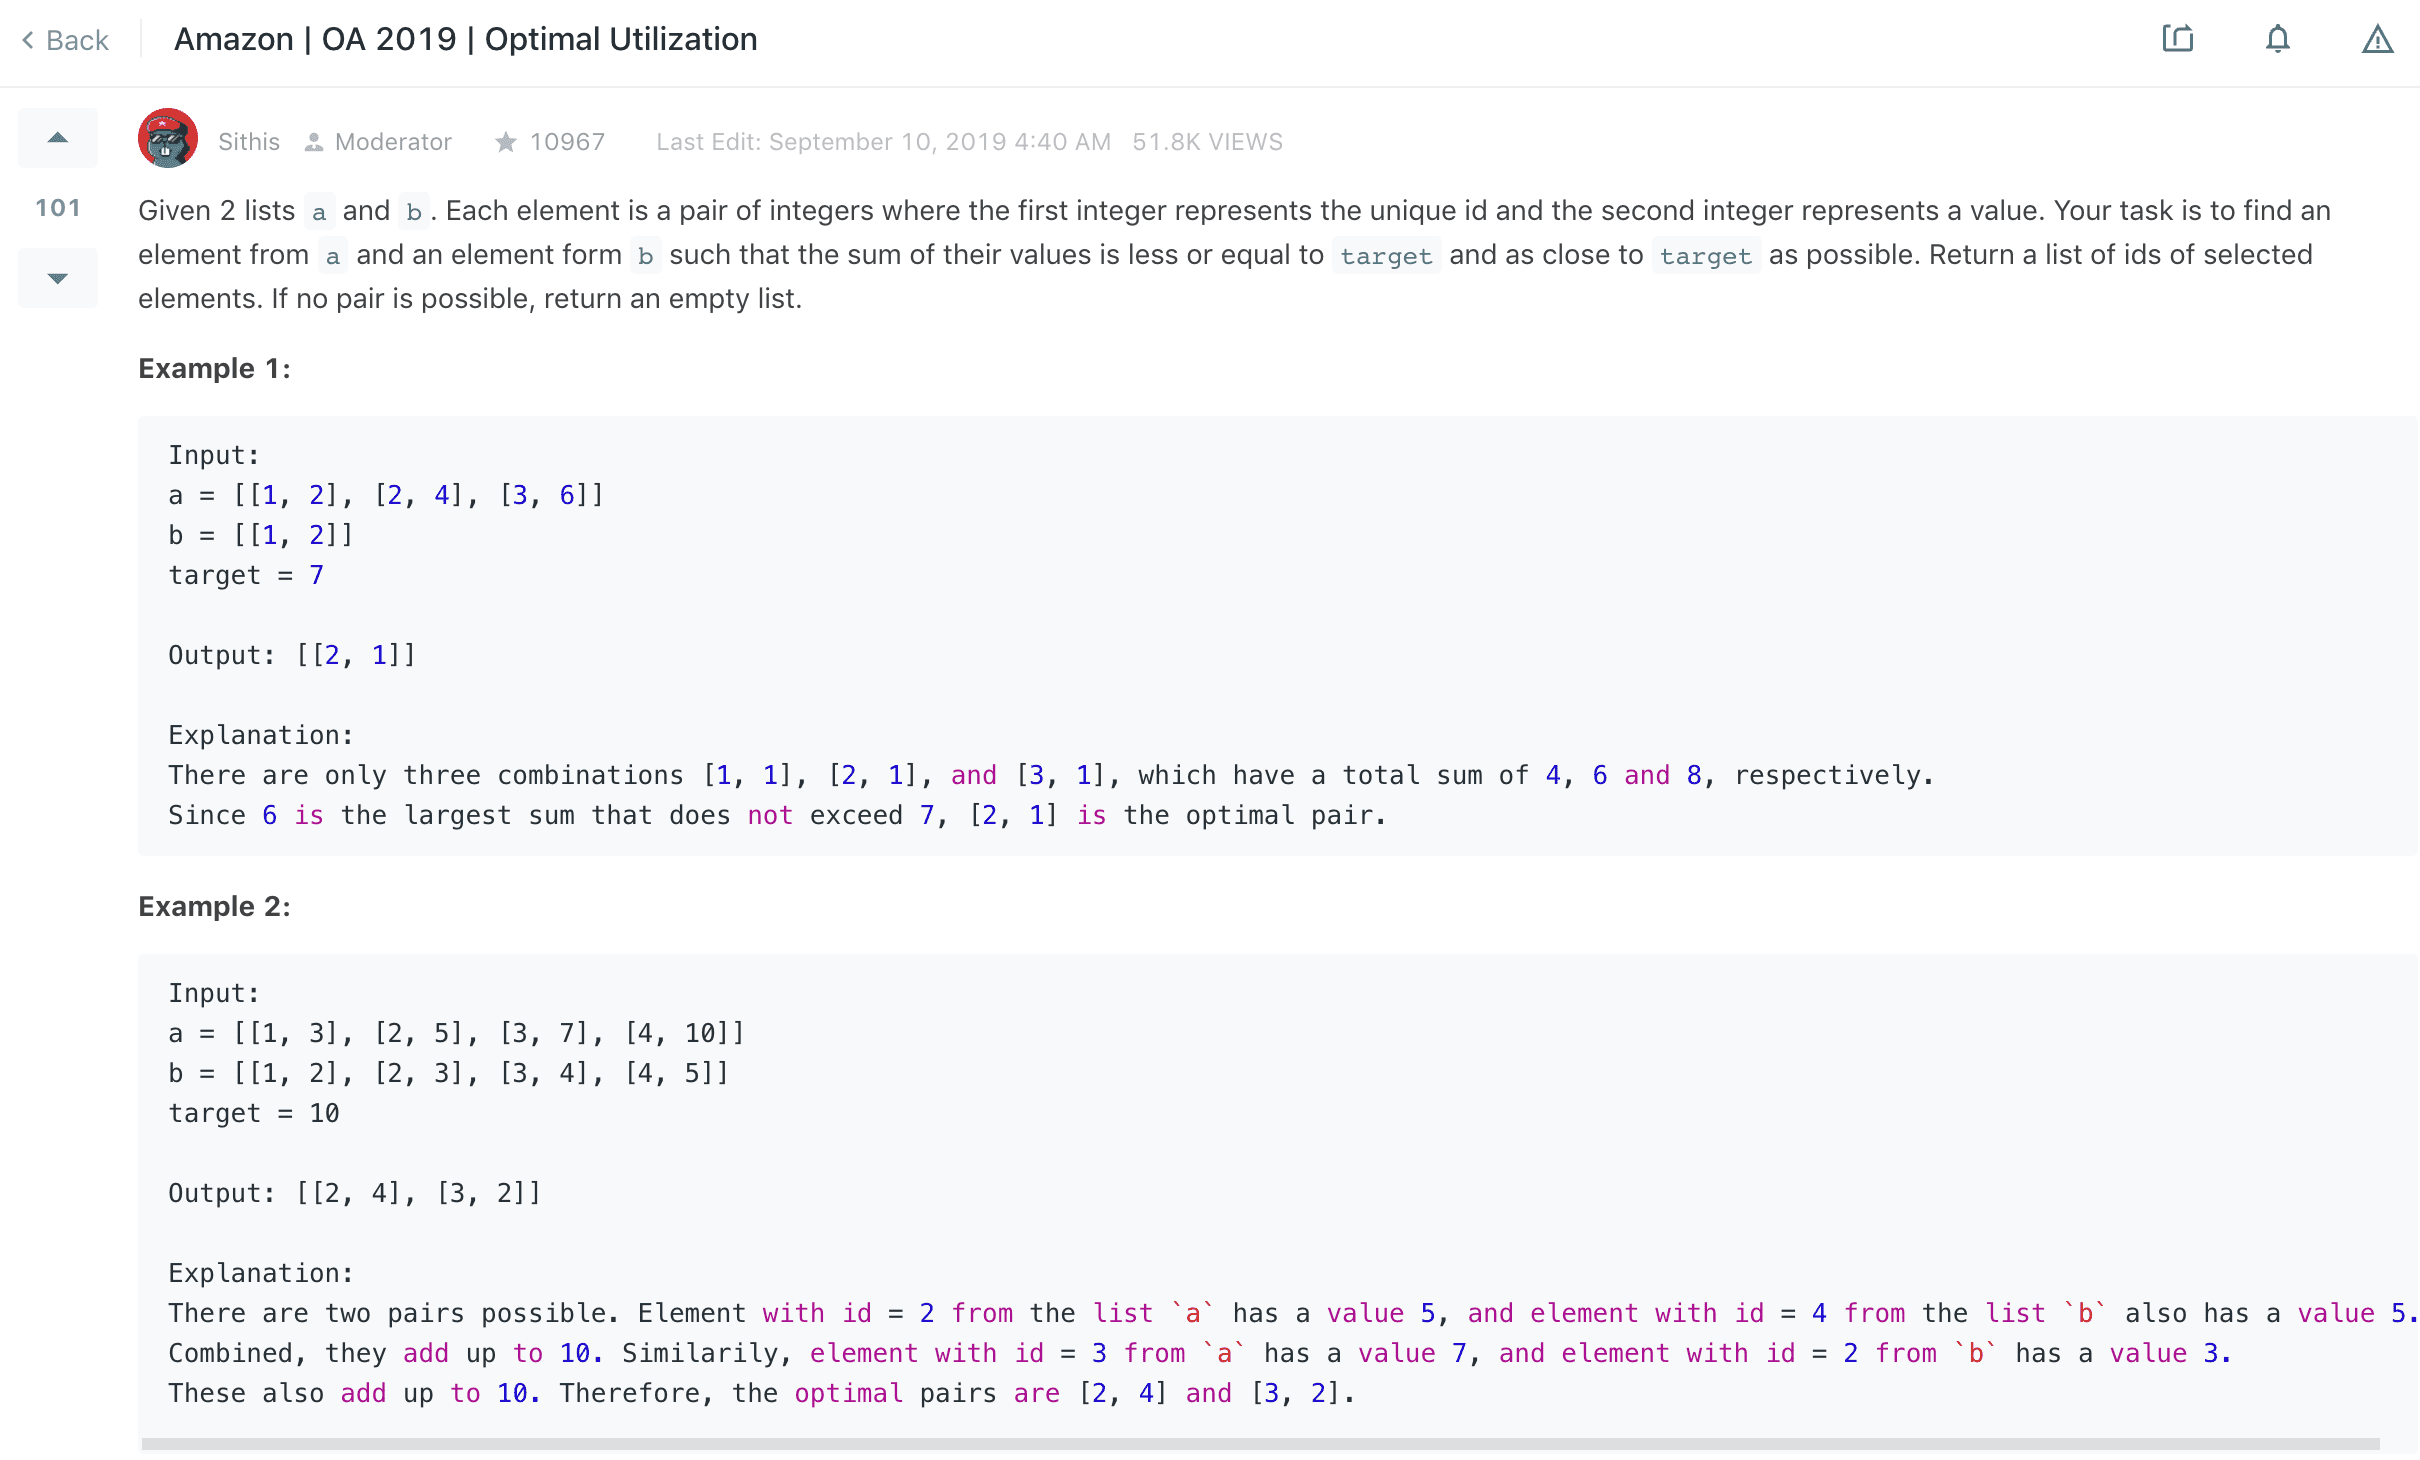 Back
Amazon | OA 2019 | Optimal Utilization
Sithis Moderator 10967 Last Edit: September 10, 2019 4:40 AM 51.8K VIEWS
101
Given 2 lists a and b. Each element is a pair of integers where the first integer represents the unique id and the second integer represents a value. Your task is to find an
element from a and an element form b such that the sum of their values is less or equal to target and as close to target as possible. Return a list of ids of selected
elements. If no pair is possible, return an empty list.
Example 1:
Input:
a = [[1, 2], [2, 4], [3, 6]]
b = [[1, 2]]
target = 7
Output: [[2, 1]]
Explanation:
There are only three combinations [1, 1], [2, 1], and [3, 1], which have a total sum of 4, 6 and 8, respectively.
Since 6 is the largest sum that does not exceed 7, [2, 1] is the optimal pair.
Example 2:
Input:
a = [[1, 3], [2, 5], [3, 7], [4, 10]]
b = [[1, 2], [2, 3], [3, 4], [4, 5]]
target = 10
Output: [[2, 4], [3, 2]]
Explanation:
There are two pairs possible. Element with id = 2 from the list `a` has a value 5, and element with id = 4 from the list `b` also has a value 5.
Combined, they add up to 10. Similarily, element with id = 3 from `a` has a value 7, and element with id = 2 from `b` has a value 3.
These also add up to 10. Therefore, the optimal pairs are [2, 4] and [3, 2].